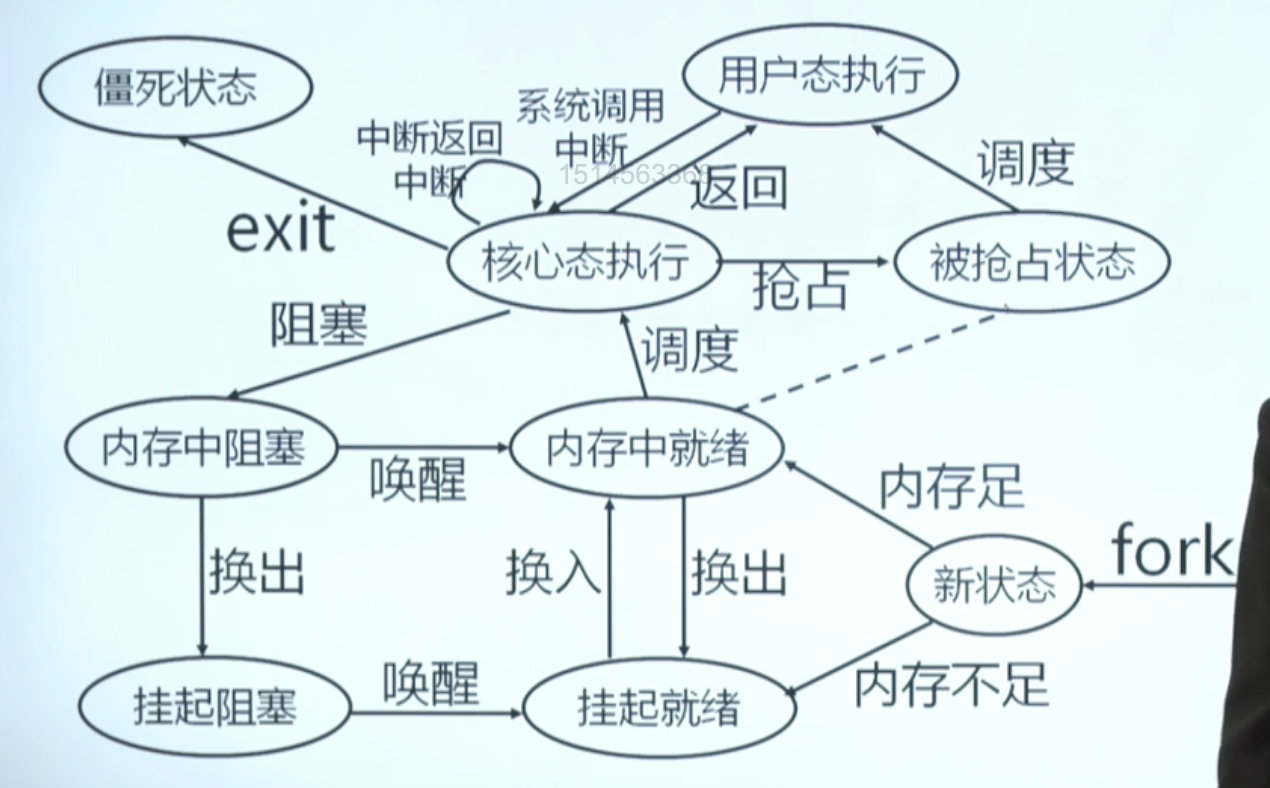 僵死状态
用户态执行
系统调用
中断
中断返回
中断
返回
调度
exit
核心态执行
抢占
被抢占状态
阻塞
调度
内存中阻塞
唤醒
内存中就绪
内存足
换出
换入
换出
新状态
fork
挂起阻塞
唤醒
挂起就绪
内存不足